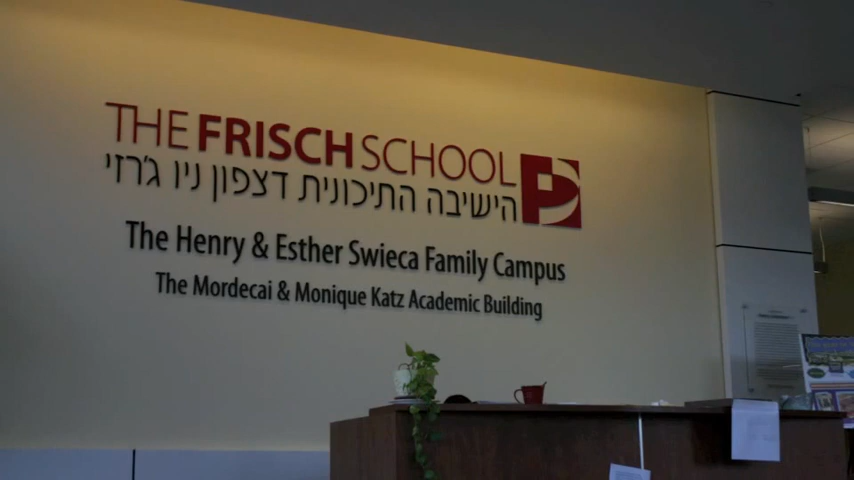 THE FRISCH SCHOOL
הישיבה התיכונית דצפון ניו ג'רזי
The Henry & Esther Swieca Family Campus
The Mordecai & Monique Katz Academic Building